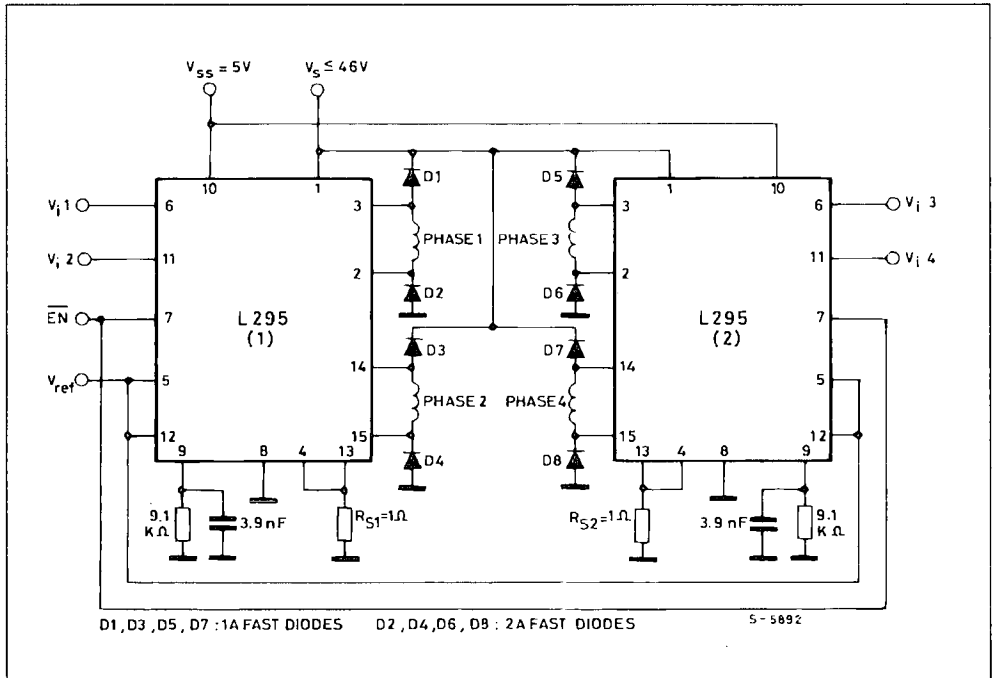 V_ss = 5V
V_s ≤ 46V
10
1
D1
D5
1
10
V_i 1
6
3
3
6
V_i 3
PHASE 1
PHASE 3
V_i 2
11
2
2
11
V_i 4
D2
D6
E̅N̅
7
L295
(1)
L295
(2)
7
D3
D7
14
14
V_ref
5
5
PHASE 2
PHASE 4
12
15
15
12
9
8
4
13
D4
D8
13
4
8
9
9.1
KΩ
3.9 nF
R_S1=1Ω
R_S2=1Ω
3.9 nF
9.1
KΩ
D1, D3, D5, D7 : 1A FAST DIODES
D2, D4, D6, D8 : 2A FAST DIODES
S-5892